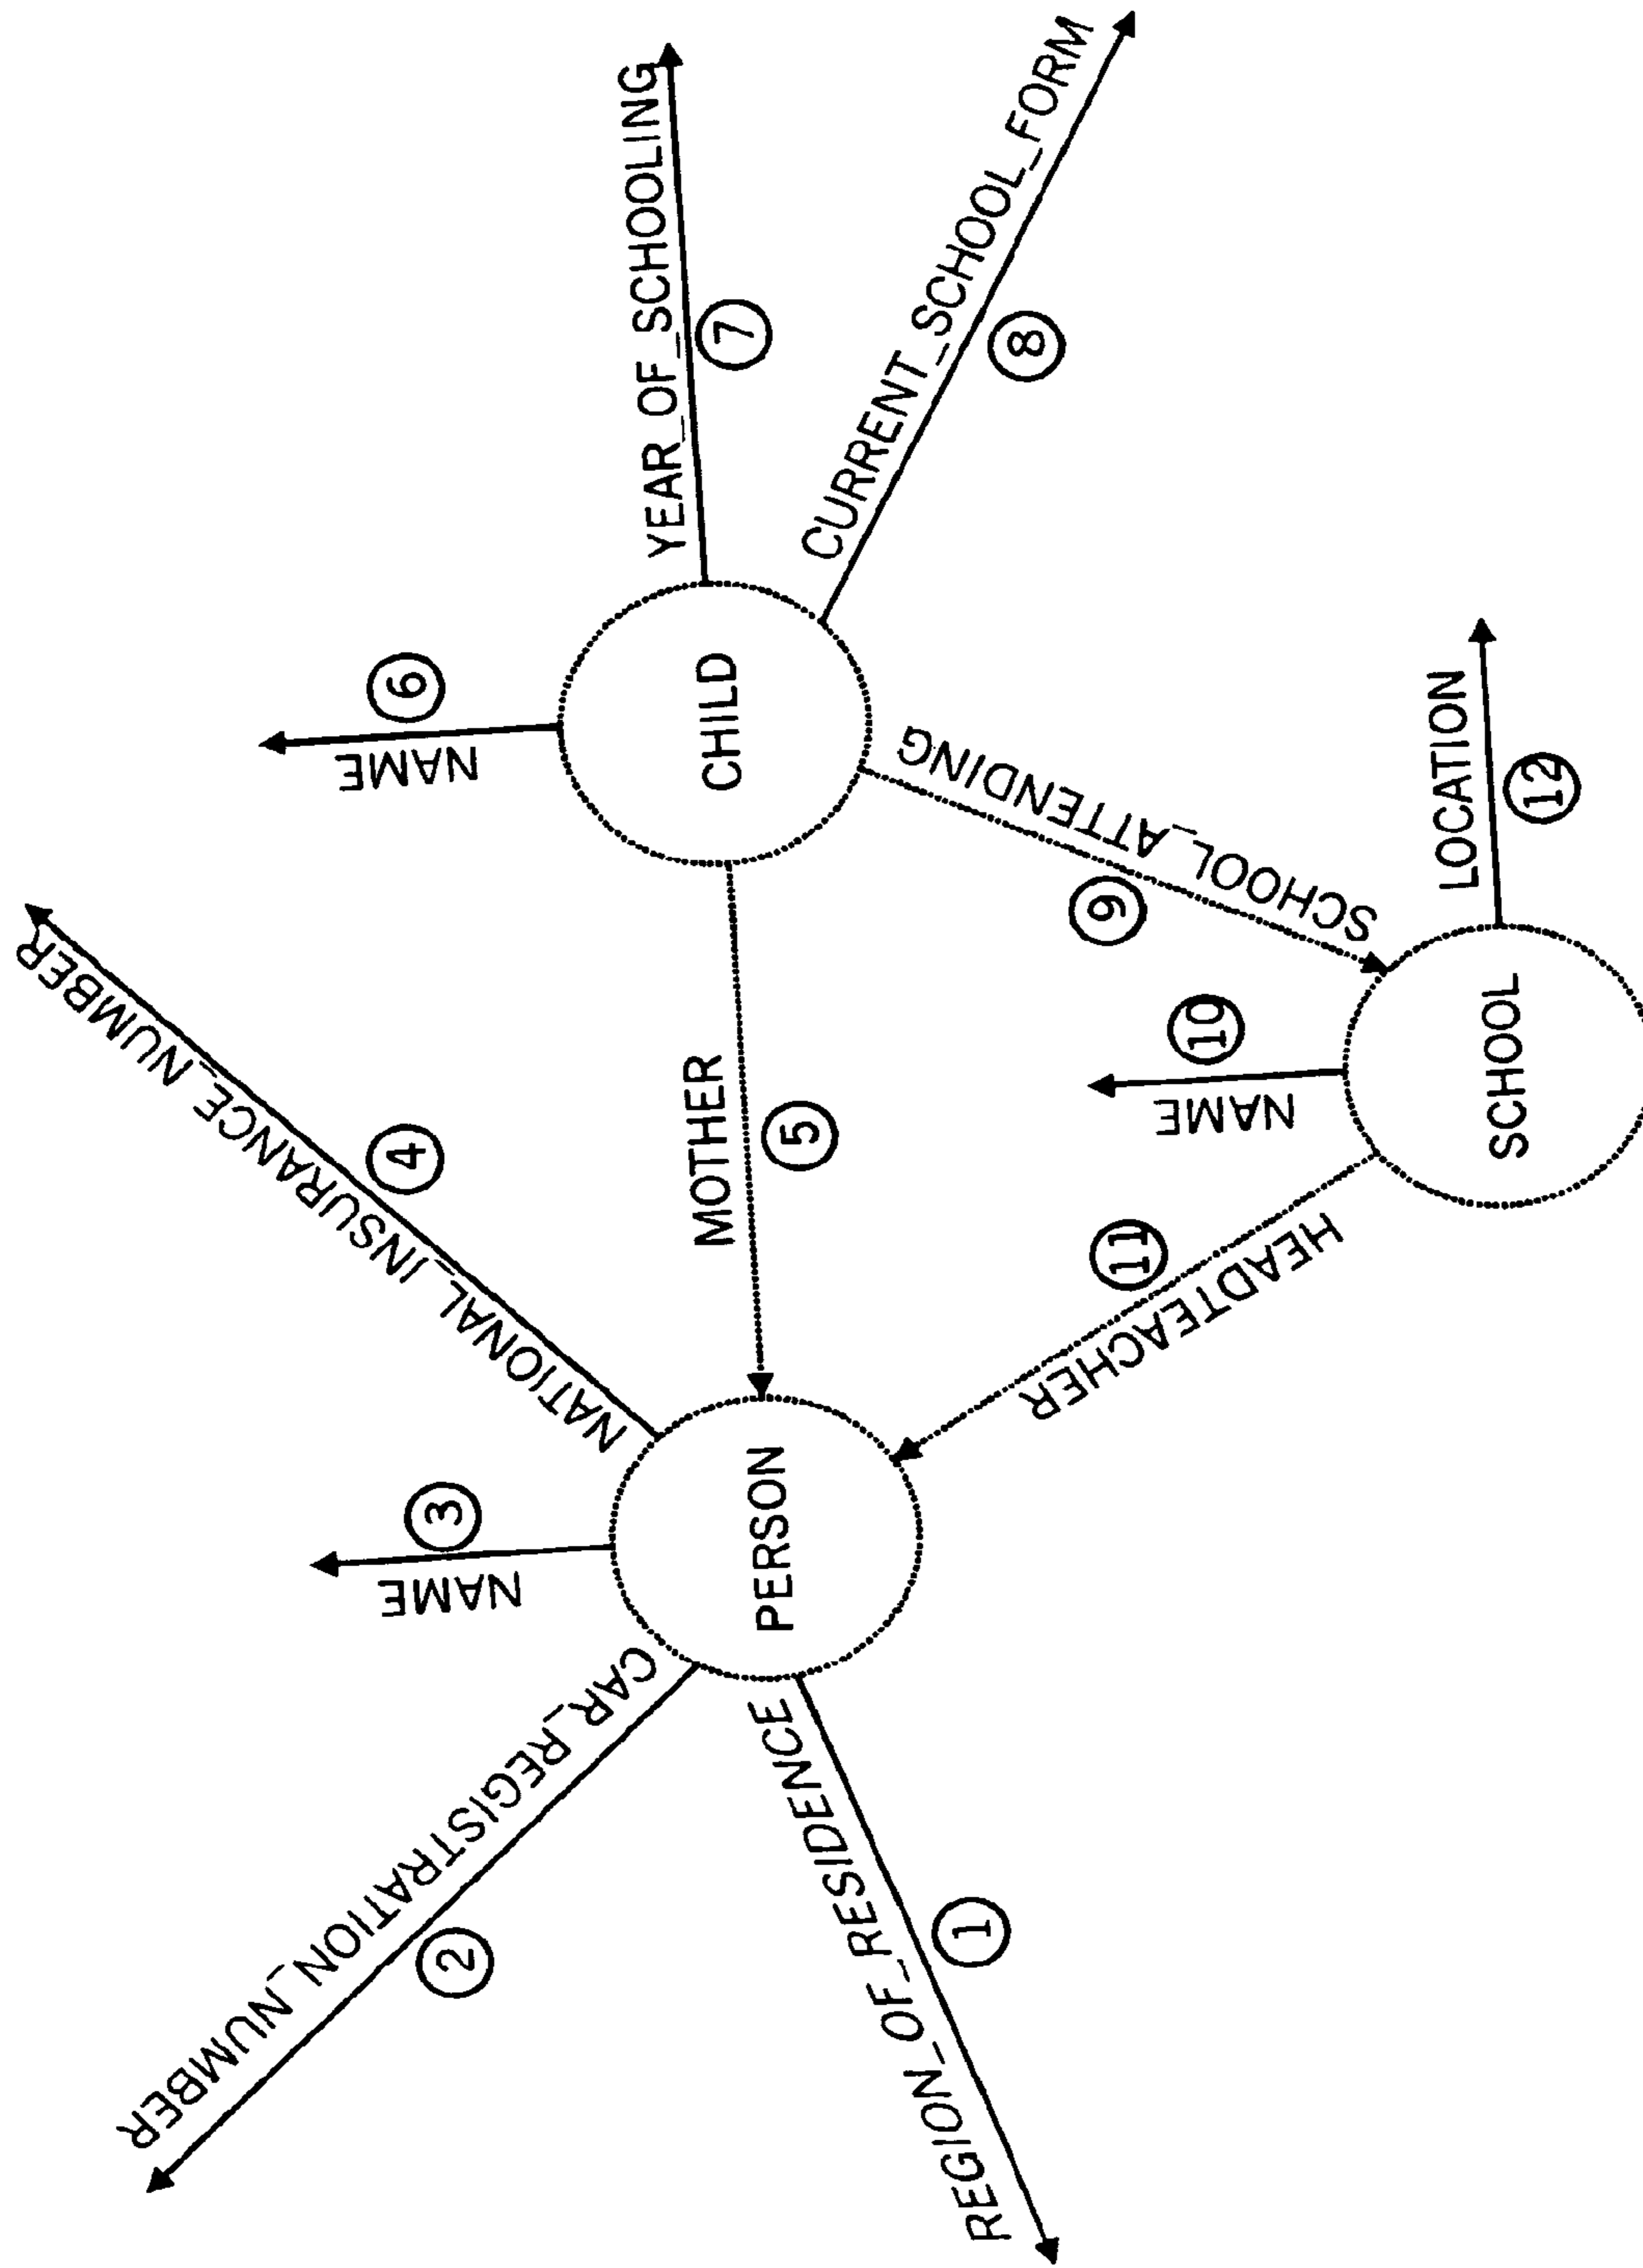 REGION_OF_RESIDENCE
1
CAR_REGISTRATION_NUMBER
2
NAME
3
NATIONAL_INSURANCE_NUMBER
4
PERSON
MOTHER
5
NAME
6
CHILD
YEAR_OF_SCHOOLING
7
CURRENT_SCHOOL_FORM
8
SCHOOL_ATTENDING
9
NAME
10
HEADTEACHER
11
SCHOOL
LOCATION
12